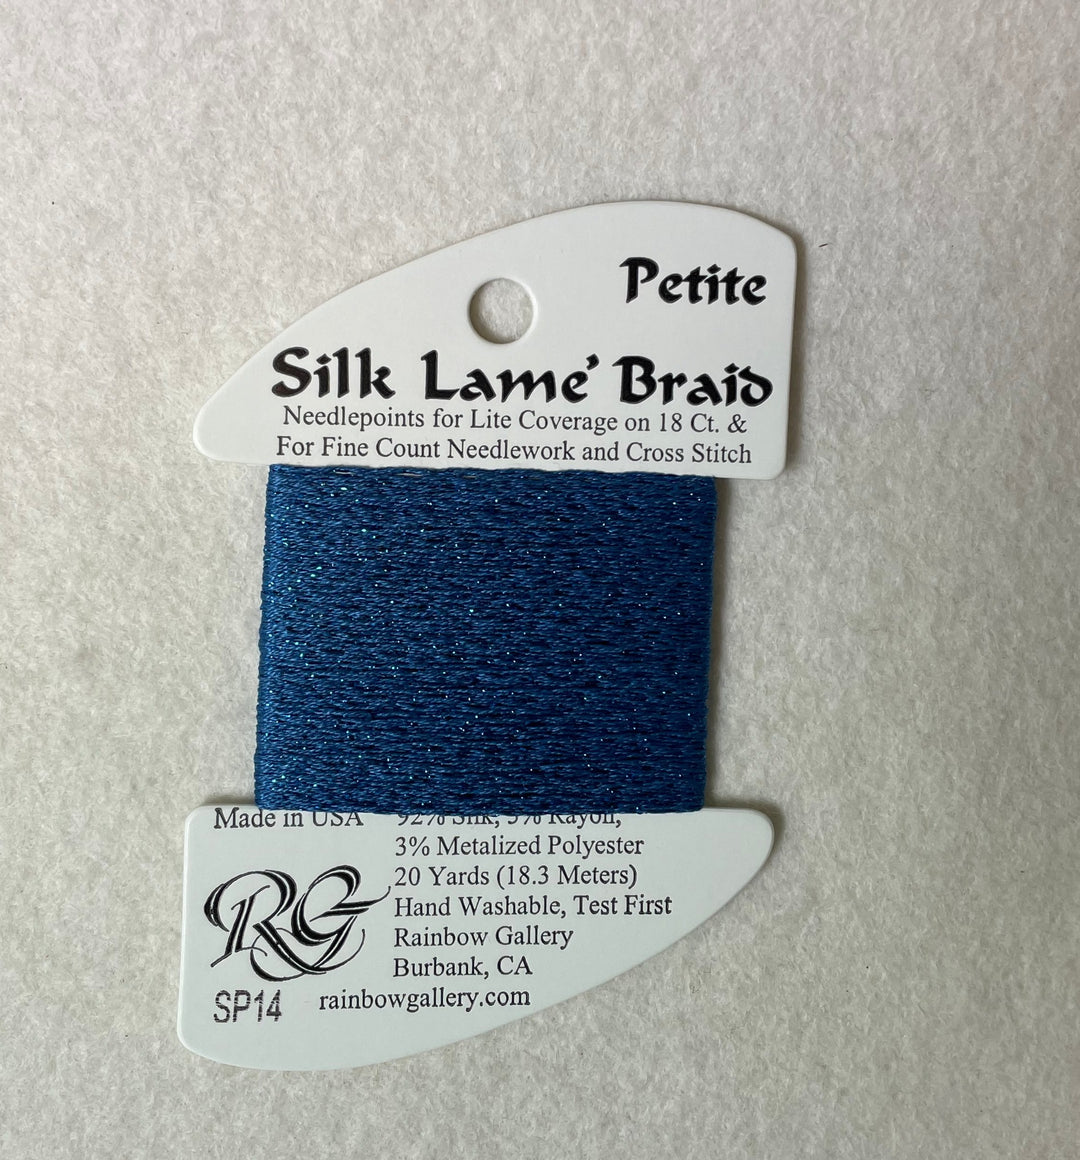 Petite
Silk Lame' Braid
Needlepoints for Lite Coverage on 18 Ct. &
For Fine Count Needlework and Cross Stitch
Made in USA
92% Silk, 5% Rayon,
3% Metalized Polyester
20 Yards (18.3 Meters)
Hand Washable, Test First
Rainbow Gallery
Burbank, CA
RG
SP14
rainbowgallery.com